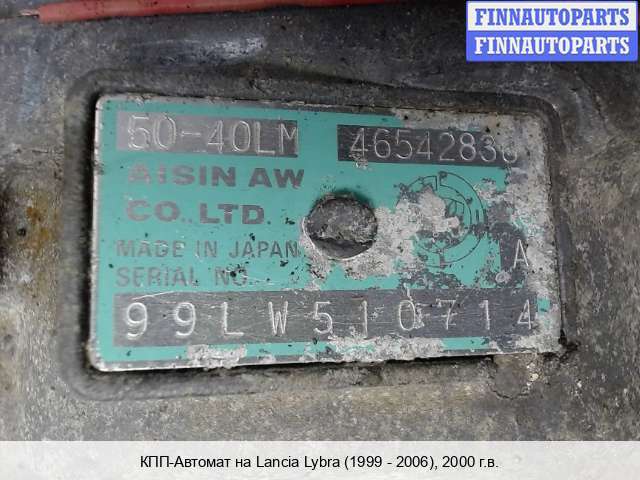 FINNAUTOPARTS
FINNAUTOPARTS
50-40LM 46542836
AISIN AW
CO., LTD.
MADE IN JAPAN
A
SERIAL NO.
99LW510714
КПП-Автомат на Lancia Lybra (1999 - 2006), 2000 г.в.